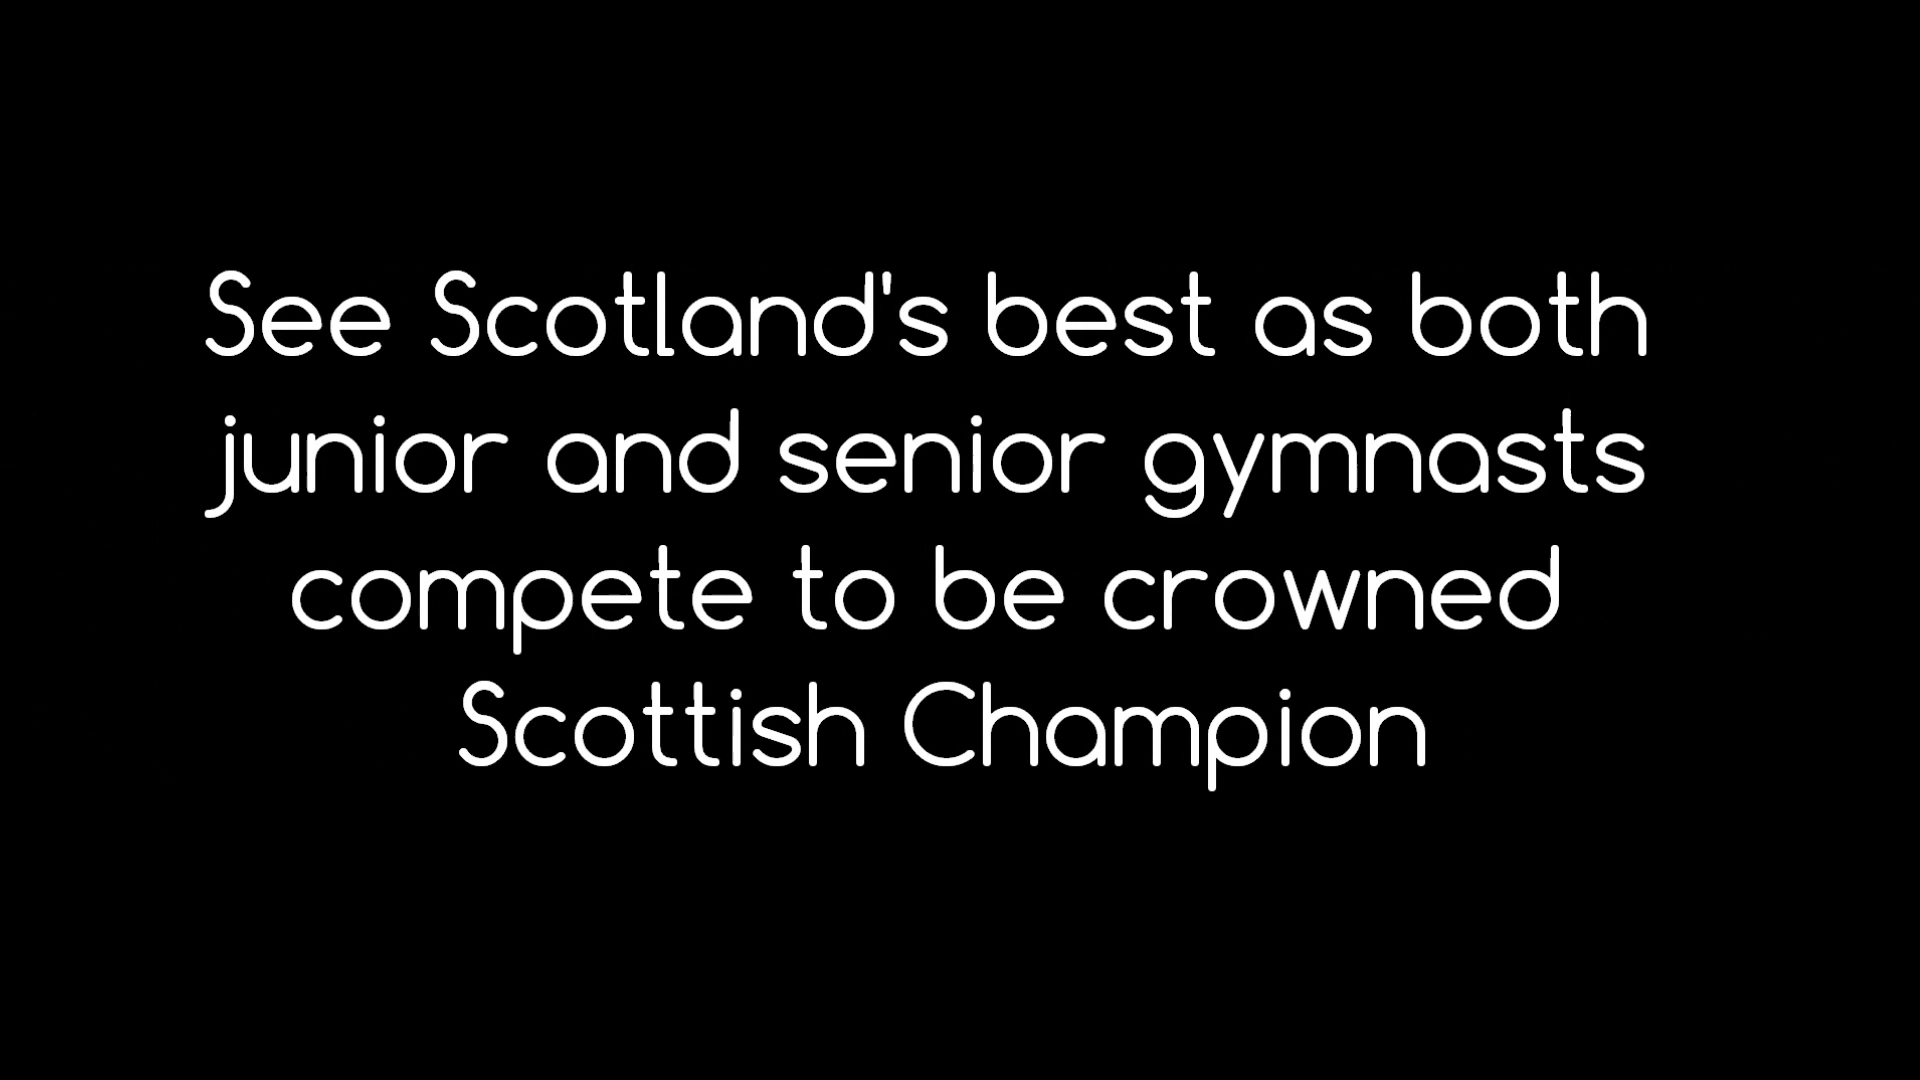 See Scotland's best as both
junior and senior gymnasts
compete to be crowned
Scottish Champion